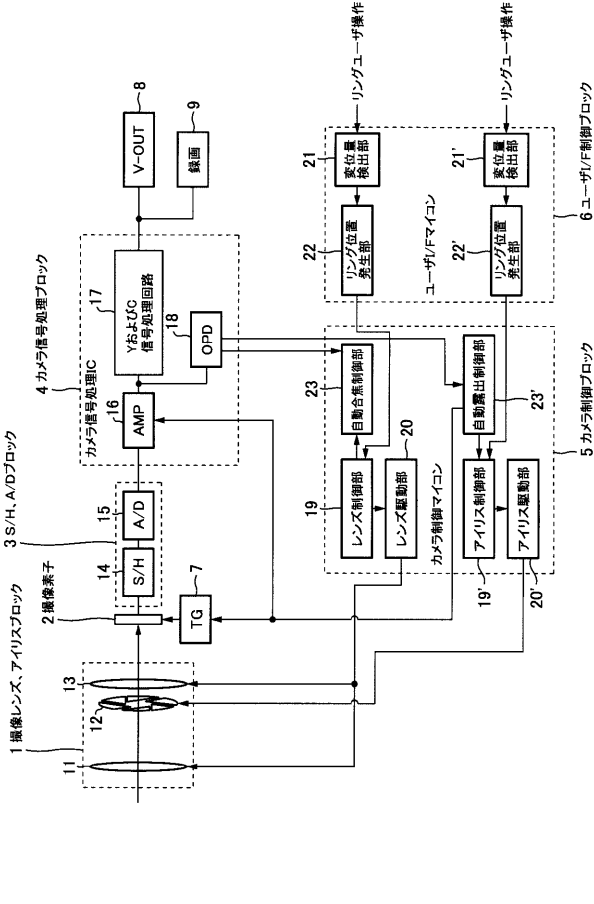 1 撮像レンズ、アイリスブロック
11
12
13
2 撮像素子
TG
7
3 S/H、A/Dブロック
14
S/H
15
A/D
4 カメラ信号処理ブロック
カメラ信号処理IC
16
AMP
17
YおよびC
信号処理回路
18
OPD
8
V-OUT
9
録画
19
レンズ制御部
20
レンズ駆動部
23
自動合焦制御部
カメラ制御マイコン
19'
アイリス制御部
20'
アイリス駆動部
自動露出制御部
23'
5 カメラ制御ブロック
21
変位量
検出部
22
リング位置
発生部
ユーザI/Fマイコン
21'
変位量
検出部
22'
リング位置
発生部
6 ユーザI/F制御ブロック
リングユーザ操作
リングユーザ操作